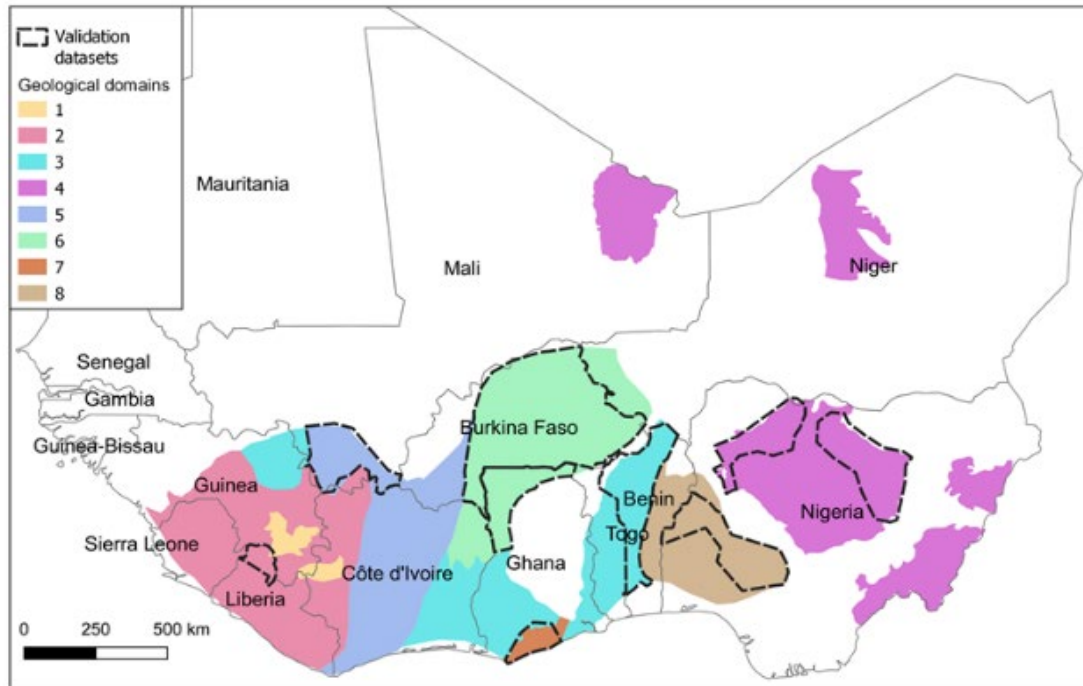 Validation
datasets
Geological domains
1
2
3
4
5
6
7
8
Mauritania
Mali
Niger
Senegal
Gambia
Guinea-Bissau
Burkina Faso
Guinea
Benin
Nigeria
Togo
Sierra Leone
Ghana
Côte d'Ivoire
Liberia
0 250 500 km